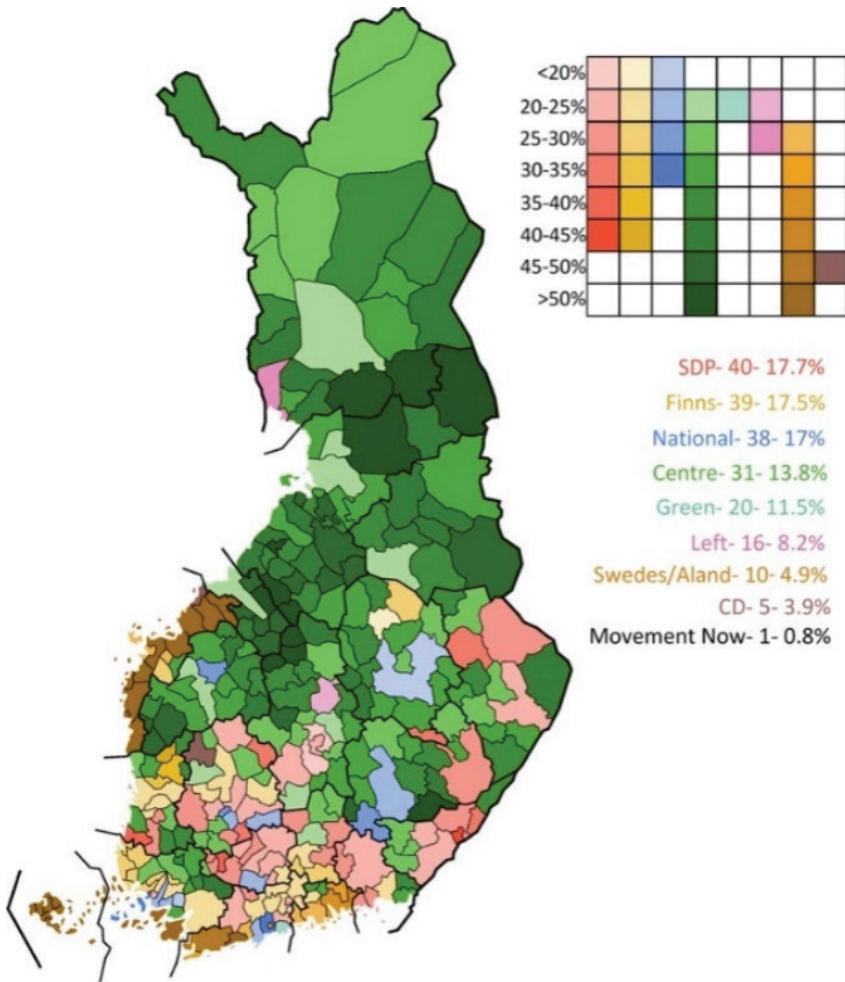 <20%
20-25%
25-30%
30-35%
35-40%
40-45%
45-50%
>50%
SDP- 40- 17.7%
Finns- 39- 17.5%
National- 38- 17%
Centre- 31- 13.8%
Green- 20- 11.5%
Left- 16- 8.2%
Swedes/Aland- 10- 4.9%
CD- 5- 3.9%
Movement Now- 1- 0.8%